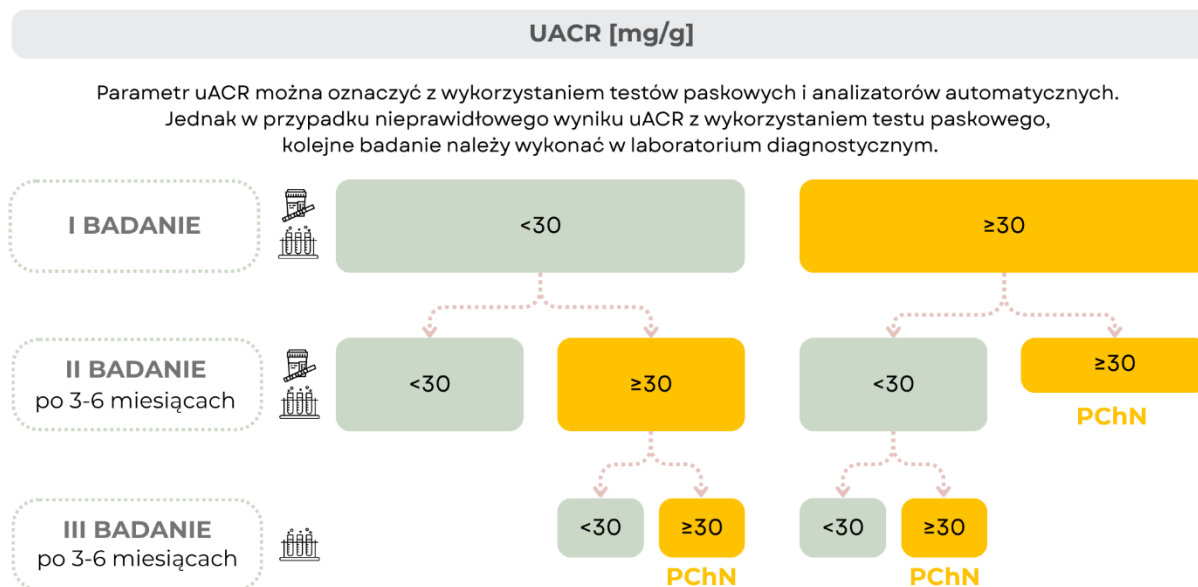 UACR [mg/g]
Parametr uACR można oznaczyć z wykorzystaniem testów paskowych i analizatorów automatycznych.
Jednak w przypadku nieprawidłowego wyniku uACR z wykorzystaniem testu paskowego,
kolejne badanie należy wykonać w laboratorium diagnostycznym.
I BADANIE
<30
≥30
II BADANIE
po 3-6 miesiącach
<30
≥30
<30
≥30
PChN
III BADANIE
po 3-6 miesiącach
<30
≥30
<30
≥30
PChN
PChN